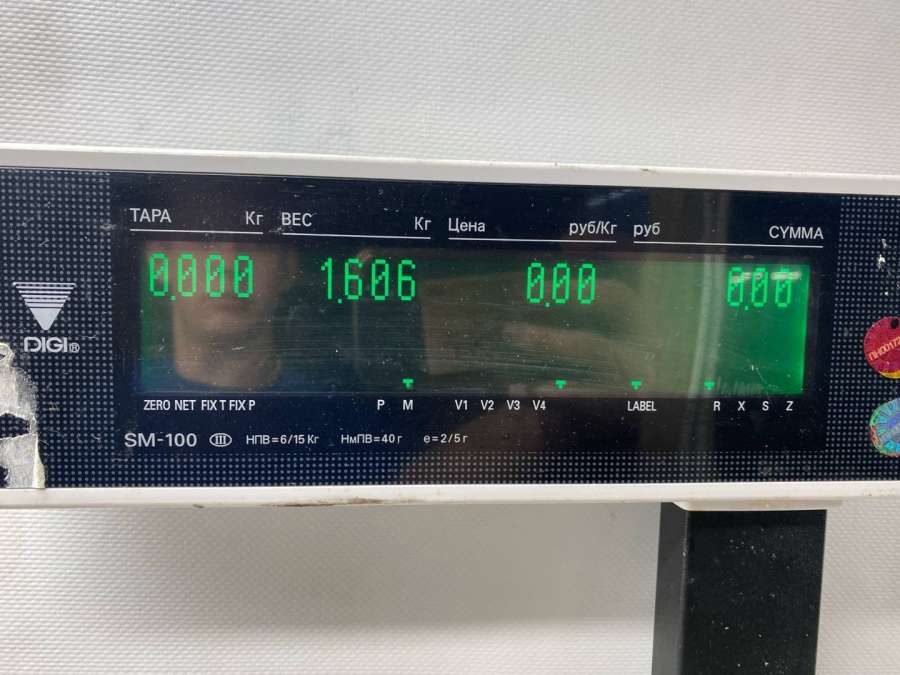 ТАРА Кг ВЕС Кг Цена руб/Кг руб СУММА
0.000 1.606 0.00 0.00
DIGI®
ZERO NET FIX T FIX P P M V1 V2 V3 V4 LABEL R X S Z
SM-100 III НПВ=6/15 Кг НмПВ=40 г e=2/5 г